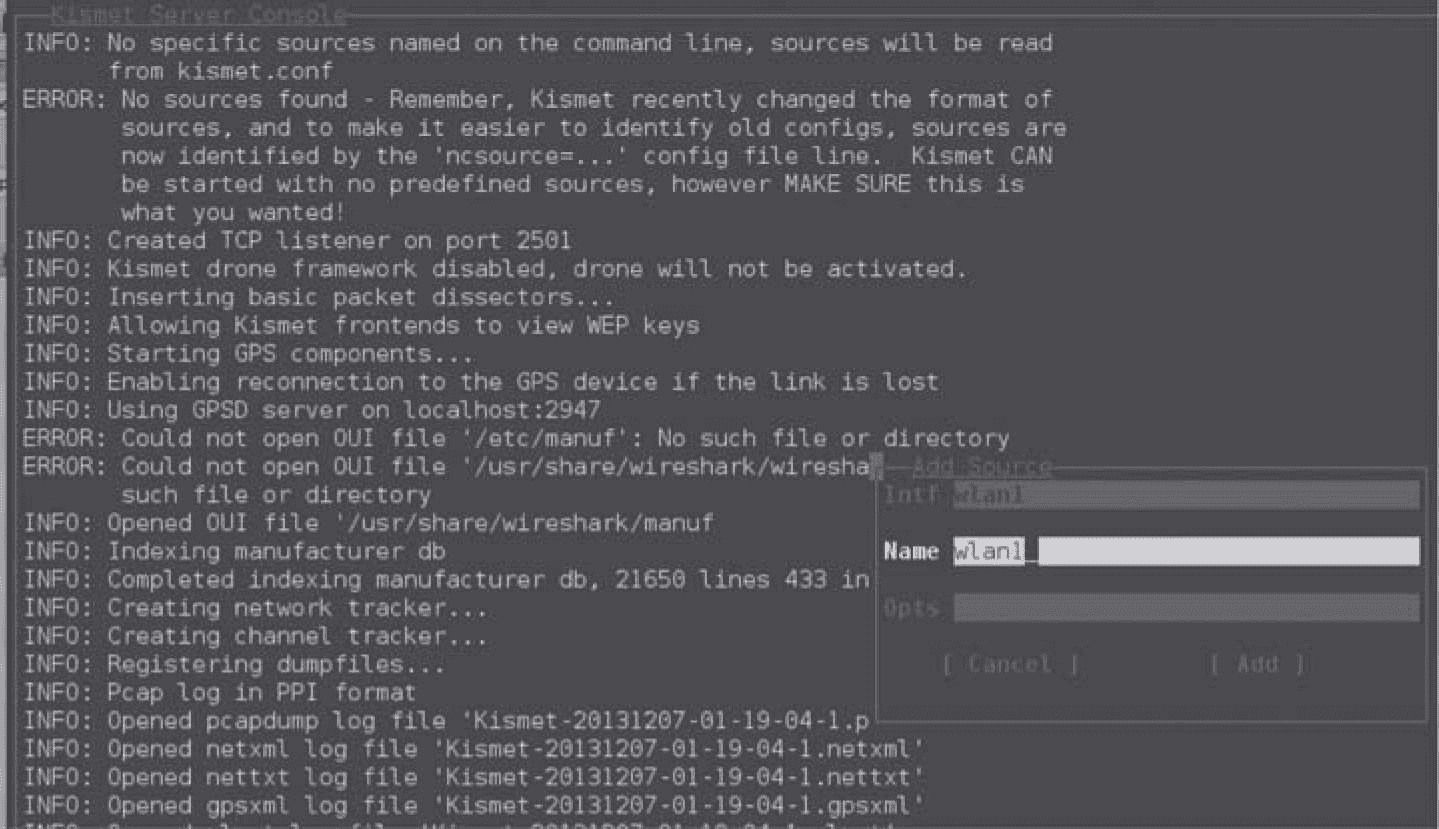 Kismet Server Console
INFO: No specific sources named on the command line, sources will be read
from kismet.conf
ERROR: No sources found - Remember, Kismet recently changed the format of
sources, and to make it easier to identify old configs, sources are
now identified by the 'ncsource=...' config file line.  Kismet CAN
be started with no predefined sources, however MAKE SURE this is
what you wanted!
INFO: Created TCP listener on port 2501
INFO: Kismet drone framework disabled, drone will not be activated.
INFO: Inserting basic packet dissectors...
INFO: Allowing Kismet frontends to view WEP keys
INFO: Starting GPS components...
INFO: Enabling reconnection to the GPS device if the link is lost
INFO: Using GPSD server on localhost:2947
ERROR: Could not open OUI file '/etc/manuf': No such file or directory
ERROR: Could not open OUI file '/usr/share/wireshark/wiresha
such file or directory
INFO: Opened OUI file '/usr/share/wireshark/manuf
INFO: Indexing manufacturer db
INFO: Completed indexing manufacturer db, 21650 lines 433 in
INFO: Creating network tracker...
INFO: Creating channel tracker...
INFO: Registering dumpfiles...
INFO: Pcap log in PPI format
INFO: Opened pcapdump log file 'Kismet-20131207-01-19-04-1.p
INFO: Opened netxml log file 'Kismet-20131207-01-19-04-1.netxml'
INFO: Opened nettxt log file 'Kismet-20131207-01-19-04-1.nettxt'
INFO: Opened gpsxml log file 'Kismet-20131207-01-19-04-1.gpsxml'
Add Source
Intf wlan1
Name wlan1_
Opts
[ Cancel ] [ Add ]